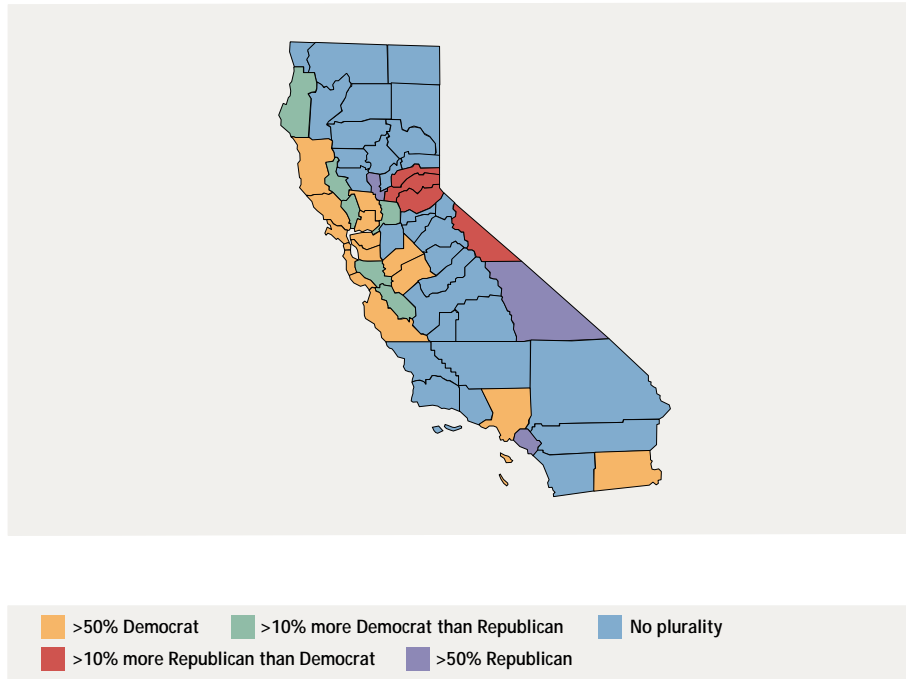 >50% Democrat >10% more Democrat than Republican No plurality
>10% more Republican than Democrat >50% Republican